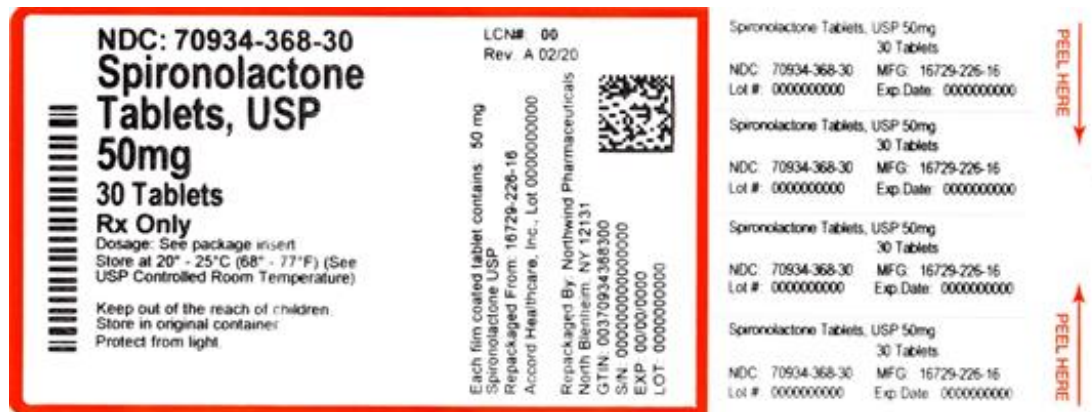 NDC: 70934-368-30
Spironolactone
Tablets, USP
50mg
30 Tablets
Rx Only
Dosage: See package insert
Store at 20° - 25°C (68° - 77°F) (See
USP Controlled Room Temperature)
Keep out of the reach of children.
Store in original container
Protect from light
LCN# 00
Rev. A 02/20
Each film coated tablet contains: 50 mg
Spironolactone USP
Repackaged From: 16729-226-16
Accord Healthcare, Inc., Lot 0000000000
Repackaged By: Northwind Pharmaceuticals
North Blenheim, NY 12131
GTIN: 00370934368300
S/N: 00000000000000
EXP 00/00/0000
LOT: 0000000000
Spironolactone Tablets, USP 50mg
30 Tablets
NDC: 70934-368-30 MFG: 16729-226-16
Lot #: 0000000000 Exp.Date: 0000000000
Spironolactone Tablets, USP 50mg
30 Tablets
NDC: 70934-368-30 MFG: 16729-226-16
Lot #: 0000000000 Exp.Date: 0000000000
Spironolactone Tablets, USP 50mg
30 Tablets
NDC: 70934-368-30 MFG: 16729-226-16
Lot #: 0000000000 Exp.Date: 0000000000
Spironolactone Tablets, USP 50mg
30 Tablets
NDC: 70934-368-30 MFG: 16729-226-16
Lot #: 0000000000 Exp.Date: 0000000000
PEEL HERE
PEEL HERE